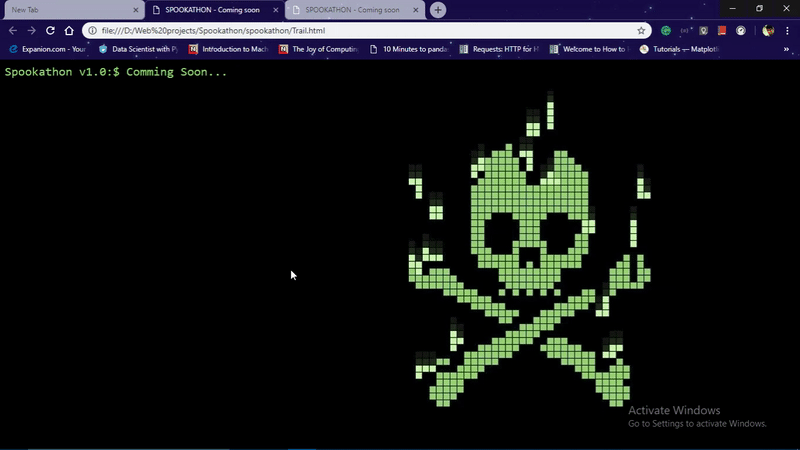 New Tab
SPOOKATHON - Coming soon
SPOOKATHON - Coming soon
file:///D:/Web%20projects/Spookathon/spookathon/Trail.html
Expanion.com - Your
Data Scientist with P
Introduction to Mach
The Joy of Computin
10 Minutes to panda
Requests: HTTP for H
Welcome to How to
Tutorials — Matplotl
Spookathon v1.0:$ Comming Soon...
Activate Windows
Go to Settings to activate Windows.